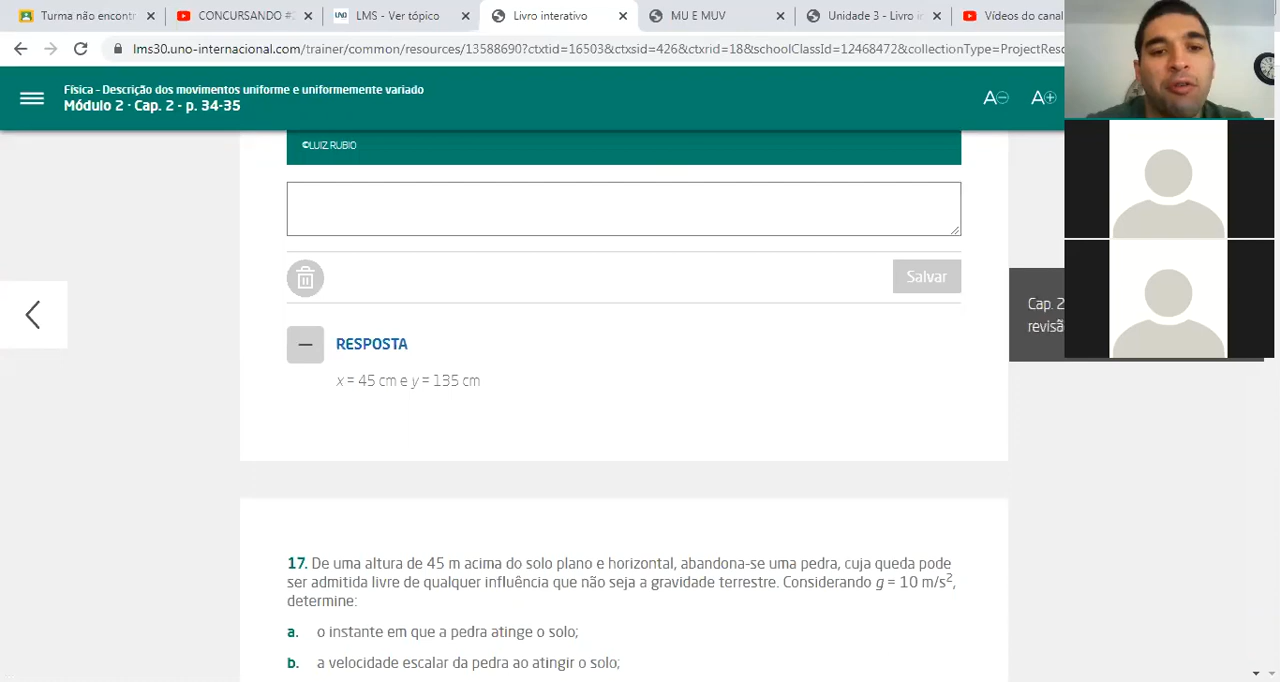 Turma não encontr
CONCURSANDO #
LMS - Ver tópico
Livro interativo
MU E MUV
Unidade 3 - Livro i
Vídeos do canal
lms30.uno-internacional.com/trainer/common/resources/13588690?ctxtid=16503&ctxsid=426&ctxrid=18&schoolClassId=12468472&collectionType=ProjectReso
Física - Descrição dos movimentos uniforme e uniformemente variado
Módulo 2 · Cap. 2 - p. 34-35
A
A
©LUIZ RUBIO
Salvar
Cap. 2
revisã
RESPOSTA
x = 45 cm e y = 135 cm
17. De uma altura de 45 m acima do solo plano e horizontal, abandona-se uma pedra, cuja queda pode
ser admitida livre de qualquer influência que não seja a gravidade terrestre. Considerando g = 10 m/s²,
determine:
a. o instante em que a pedra atinge o solo;
b. a velocidade escalar da pedra ao atingir o solo;